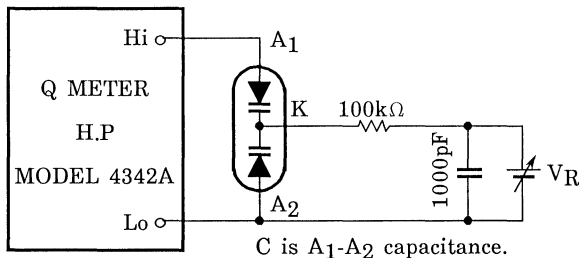 Hi
A1
Q METER
H.P
MODEL 4342A
K
100kΩ
1000pF
VR
Lo
A2
C is A1-A2 capacitance.